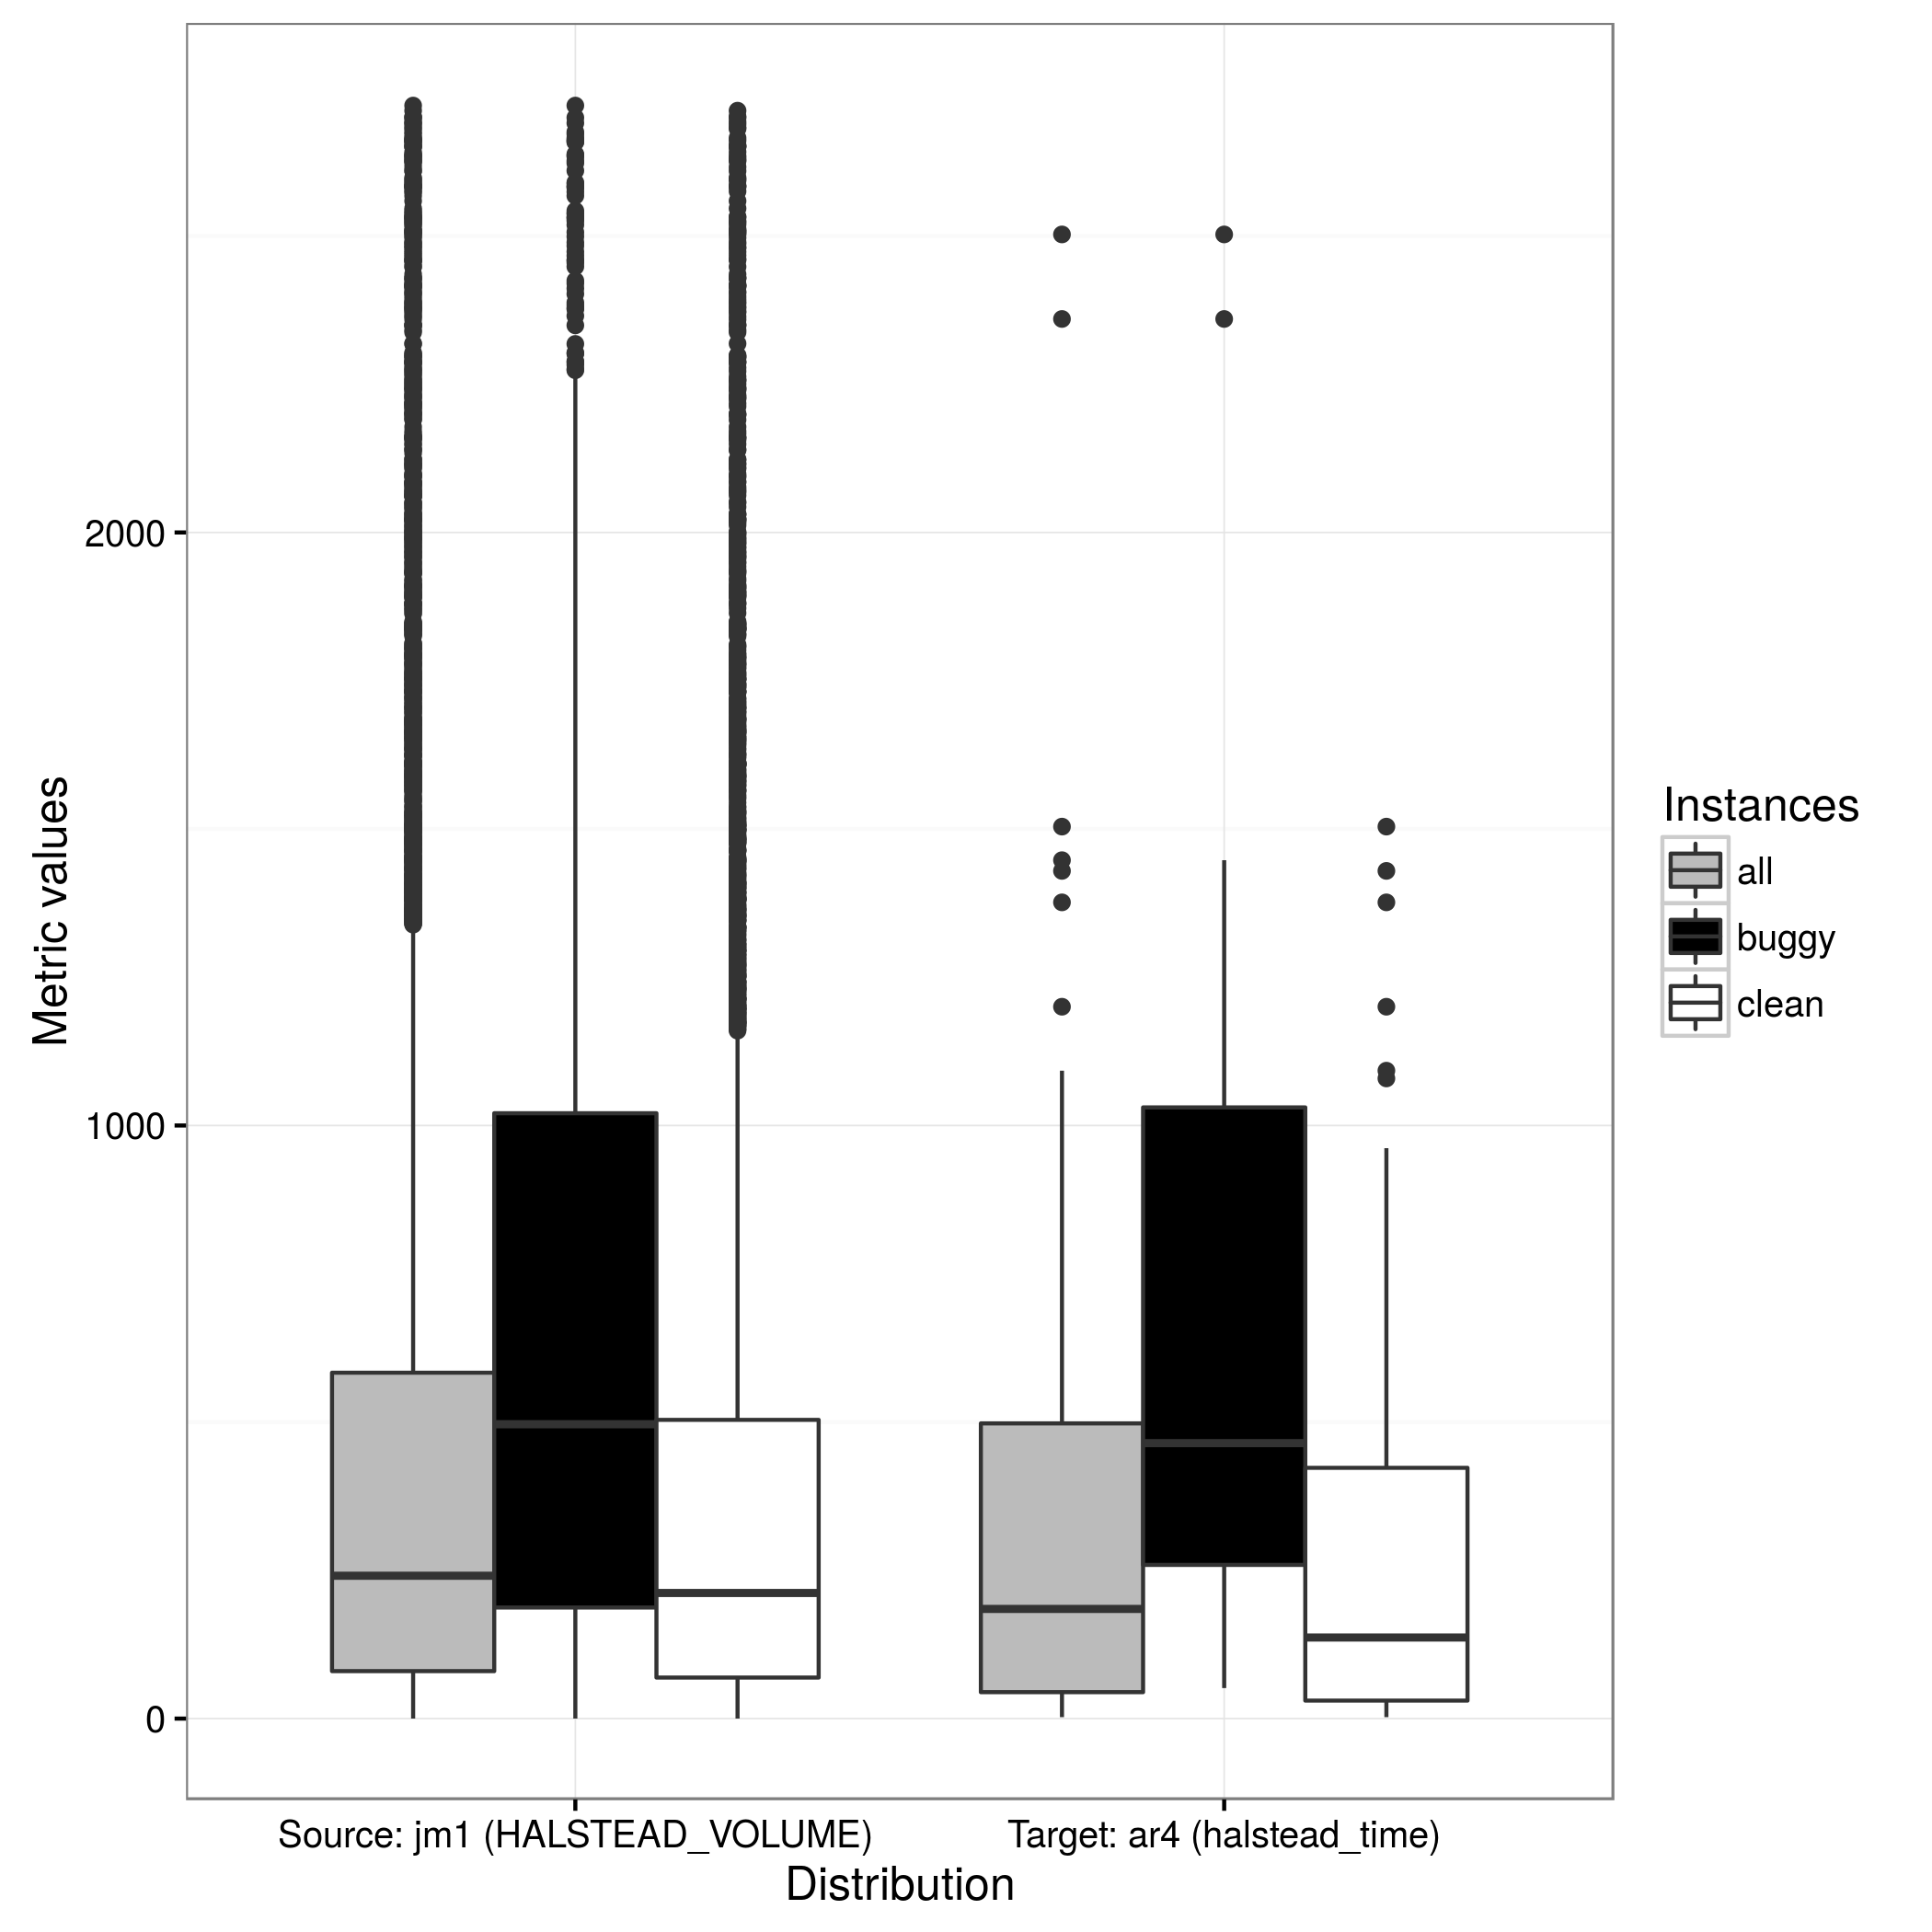 Metric values
2000
1000
0
Source: jm1 (HALSTEAD_VOLUME)
Target: ar4 (halstead_time)
Distribution
Instances
all
buggy
clean